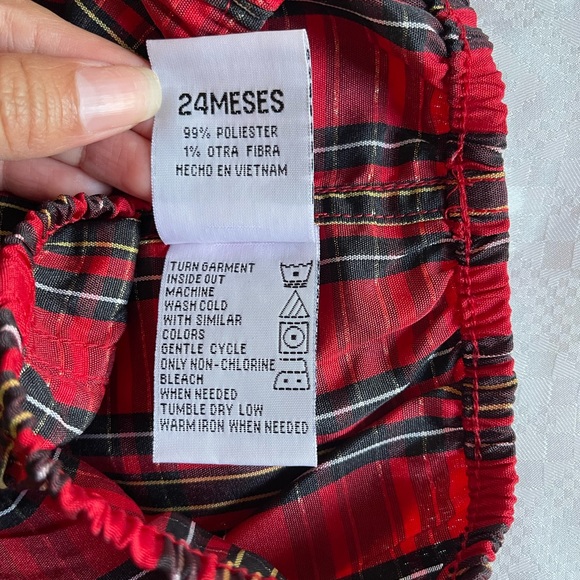 24MESES
99% POLIESTER
1% OTRA FIBRA
HECHO EN VIETNAM
TURN GARMENT
INSIDE OUT
MACHINE
WASH COLD
WITH SIMILAR
COLORS
GENTLE CYCLE
ONLY NON-CHLORINE
BLEACH
WHEN NEEDED
TUMBLE DRY LOW
WARM IRON WHEN NEEDED